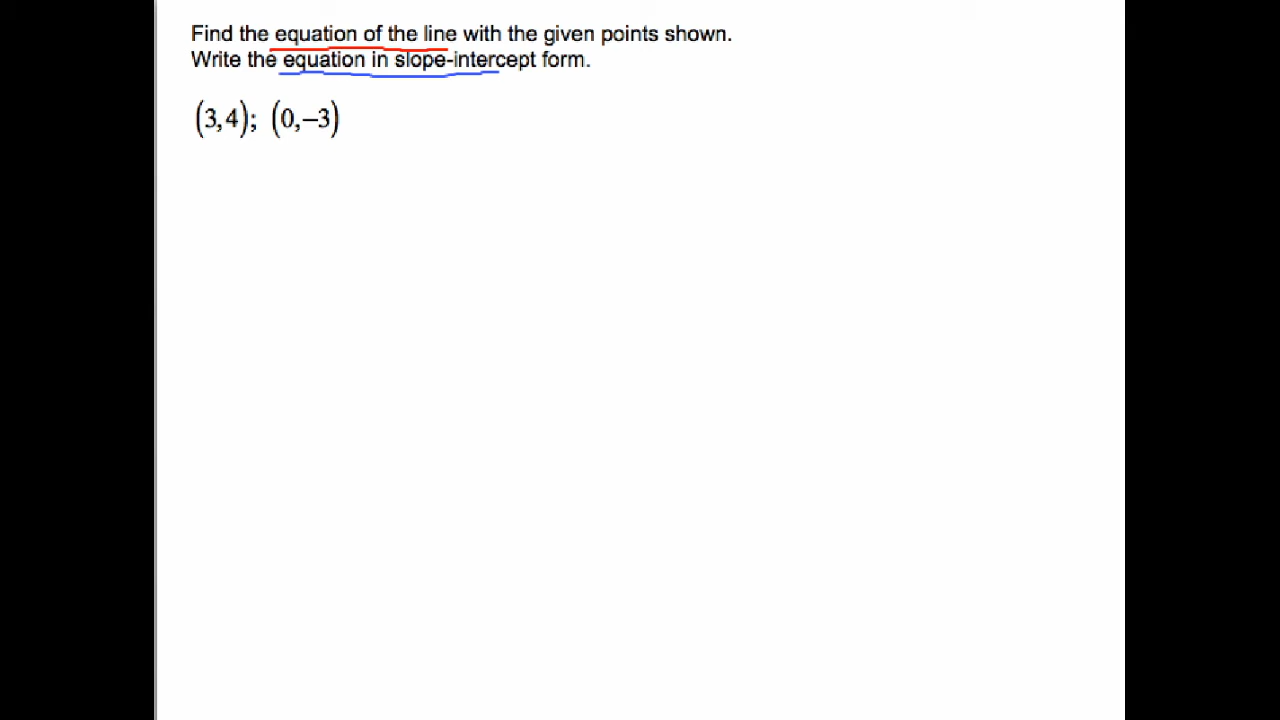 Find the equation of the line with the given points shown.
Write the equation in slope-intercept form.
(3,4); (0,−3)